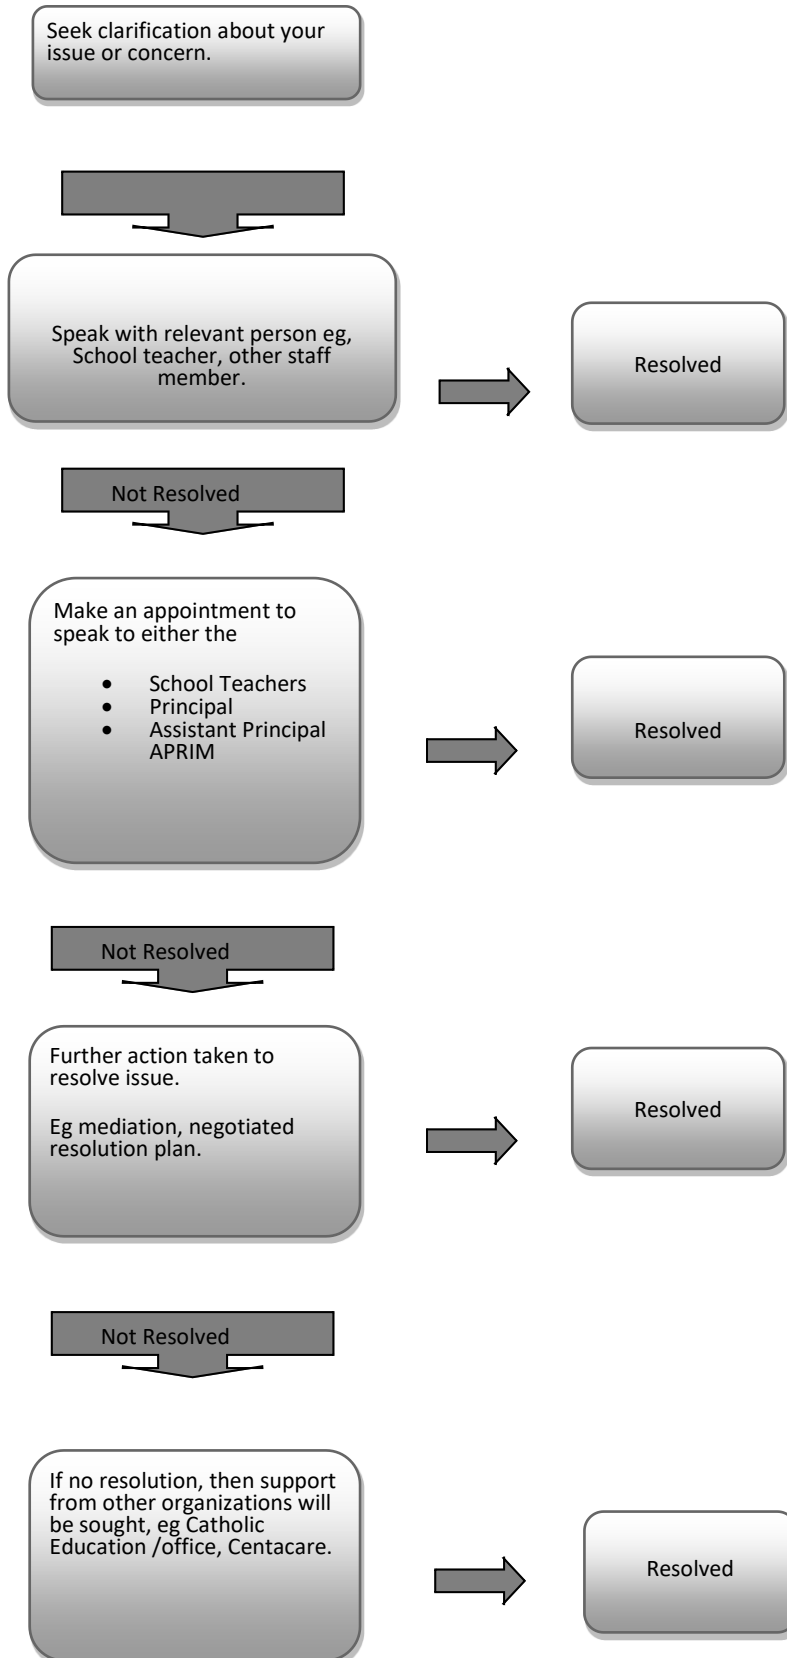 Seek clarification about your
issue or concern.
Speak with relevant person eg,
School teacher, other staff
member.
Resolved
Not Resolved
Make an appointment to
speak to either the
• School Teachers
• Principal
• Assistant Principal
APRIM
Resolved
Not Resolved
Further action taken to
resolve issue.
Eg mediation, negotiated
resolution plan.
Resolved
Not Resolved
If no resolution, then support
from other organizations will
be sought, eg Catholic
Education /office, Centacare.
Resolved